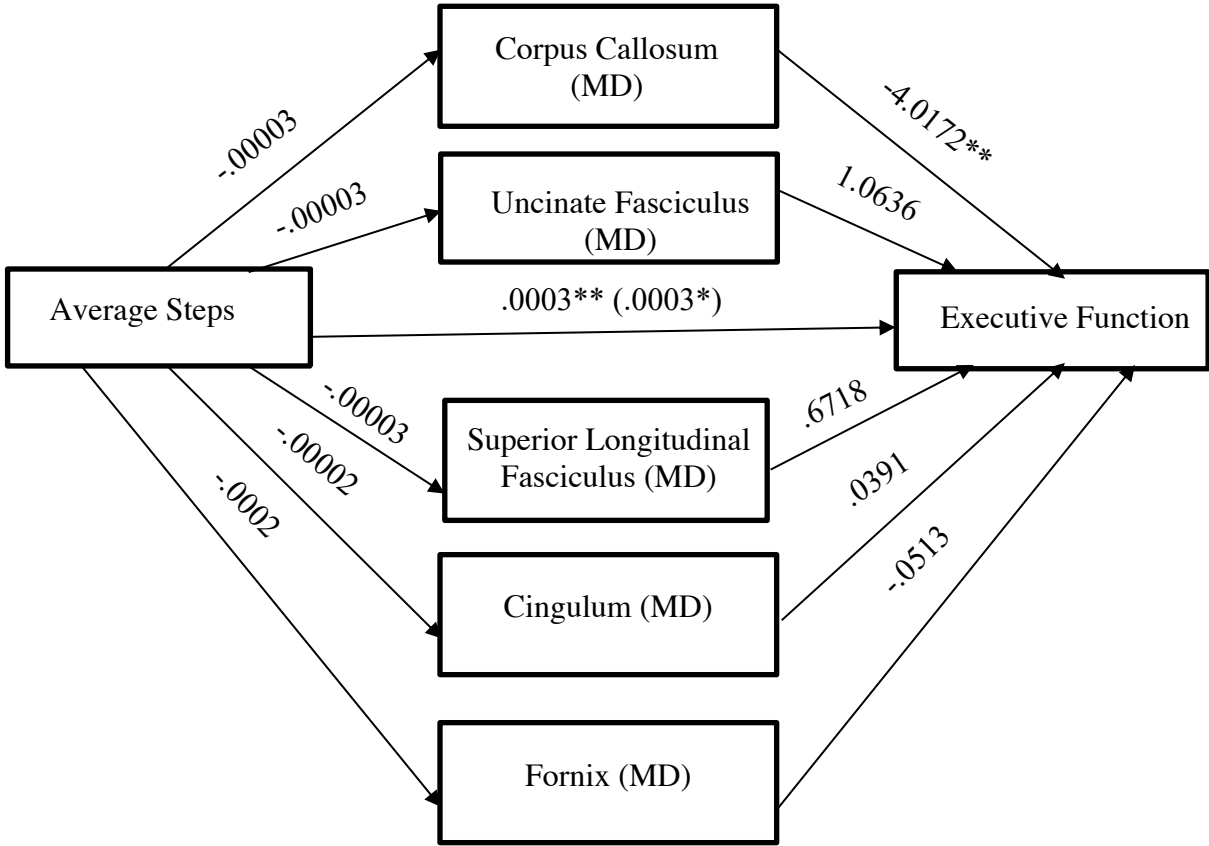 Corpus Callosum
(MD)
-.00003
-4.0172**
Uncinate Fasciculus
(MD)
-.00003
1.0636
Average Steps
.0003** (.0003*)
Executive Function
-.00003
Superior Longitudinal
Fasciculus (MD)
.6718
-.00002
Cingulum (MD)
.0391
-.0002
Fornix (MD)
-.0513